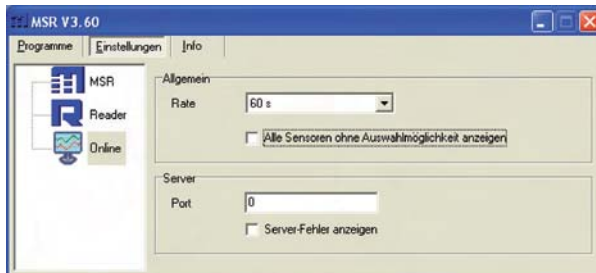 MSR V3.60
Programme Einstellungen Info
MSR
Reader
Online
Allgemein
Rate 60 s
Alle Sensoren ohne Auswahlmöglichkeit anzeigen
Server
Port 0
Server-Fehler anzeigen